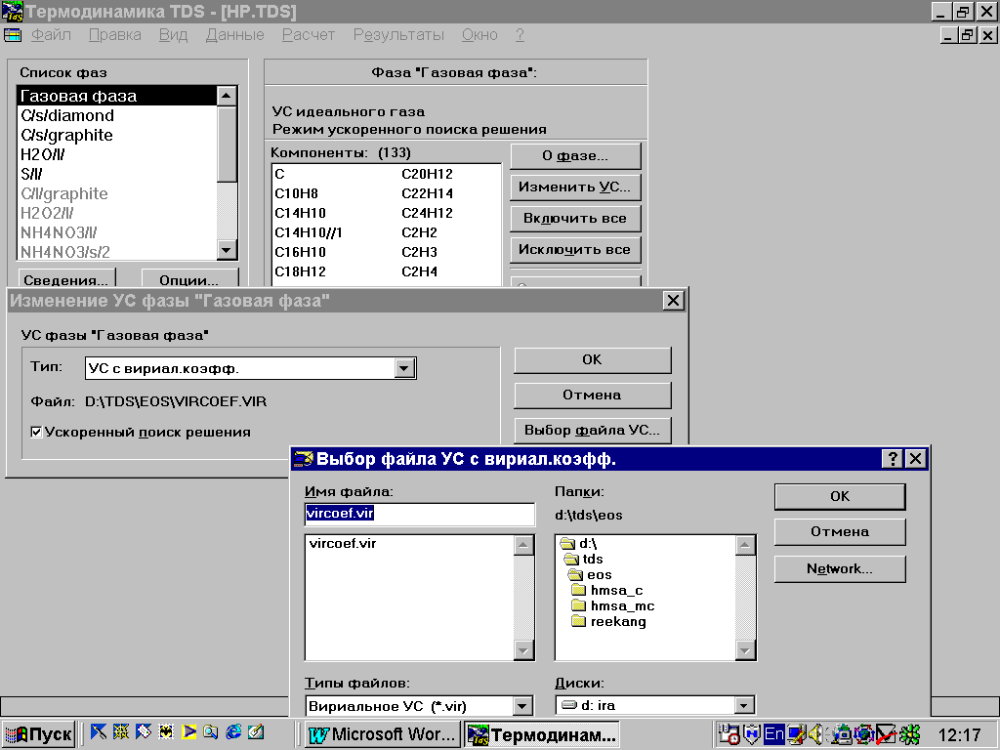 Термодинамика TDS - [HP.TDS]
Файл Правка Вид Данные Расчет Результаты Окно ?
Список фаз
Газовая фаза
C/s/diamond
C/s/graphite
H2O/l/
S/l/
C/l/graphite
H2O2/l/
NH4NO3/l/
NH4NO3/s/2
Сведения...
Опции...
Фаза "Газовая фаза":
УС идеального газа
Режим ускоренного поиска решения
Компоненты: (133)
C C20H12
C10H8 C22H14
C14H10 C24H12
C14H10//1 C2H2
C16H10 C2H3
C18H12 C2H4
О фазе...
Изменить УС...
Включить все
Исключить все
Изменение УС фазы "Газовая фаза"
УС фазы "Газовая фаза"
Тип: УС с вириал.коэфф.
Файл: D:\TDS\EOS\VIRCOEF.VIR
Ускоренный поиск решения
OK
Отмена
Выбор файла УС...
Выбор файла УС с вириал.коэфф.
Имя файла:
vircoef.vir
vircoef.vir
Типы файлов:
Вириальное УС (*.vir)
Папки:
d:\tds\eos
d:\
tds
eos
hmsa_c
hmsa_mc
reekang
Диски:
d: ira
OK
Отмена
Network...
Пуск
Microsoft Wor...
Термодинам...
En
12:17